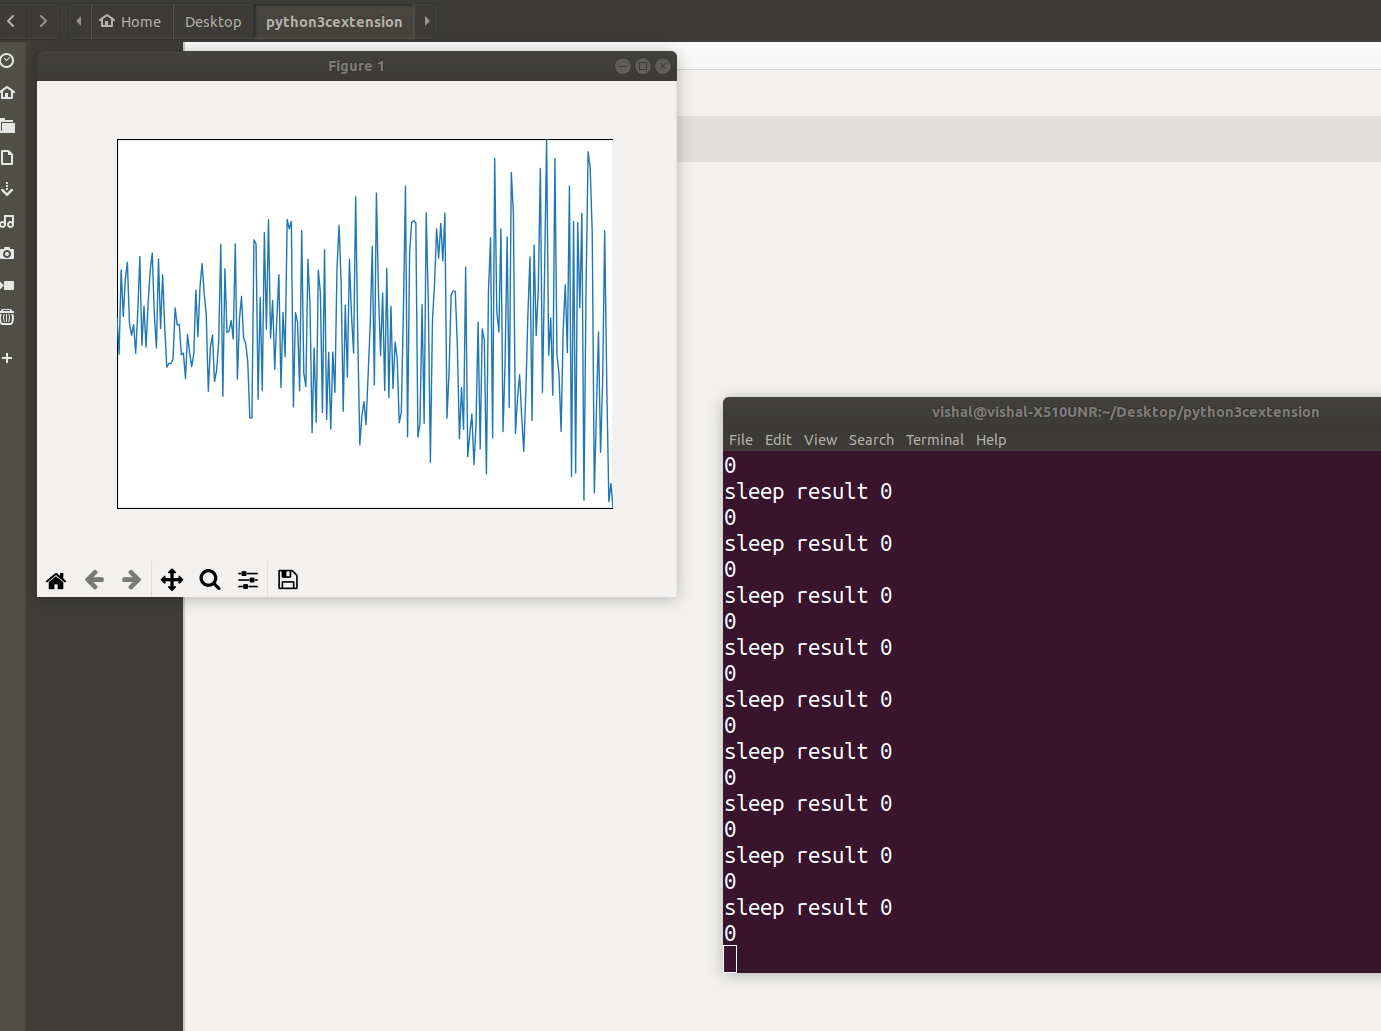 Home Desktop python3cextension
Figure 1
vishal@vishal-X510UNR:~/Desktop/python3cextension
File Edit View Search Terminal Help
0
sleep result 0
0
sleep result 0
0
sleep result 0
0
sleep result 0
0
sleep result 0
0
sleep result 0
0
sleep result 0
0
sleep result 0
0
sleep result 0
0